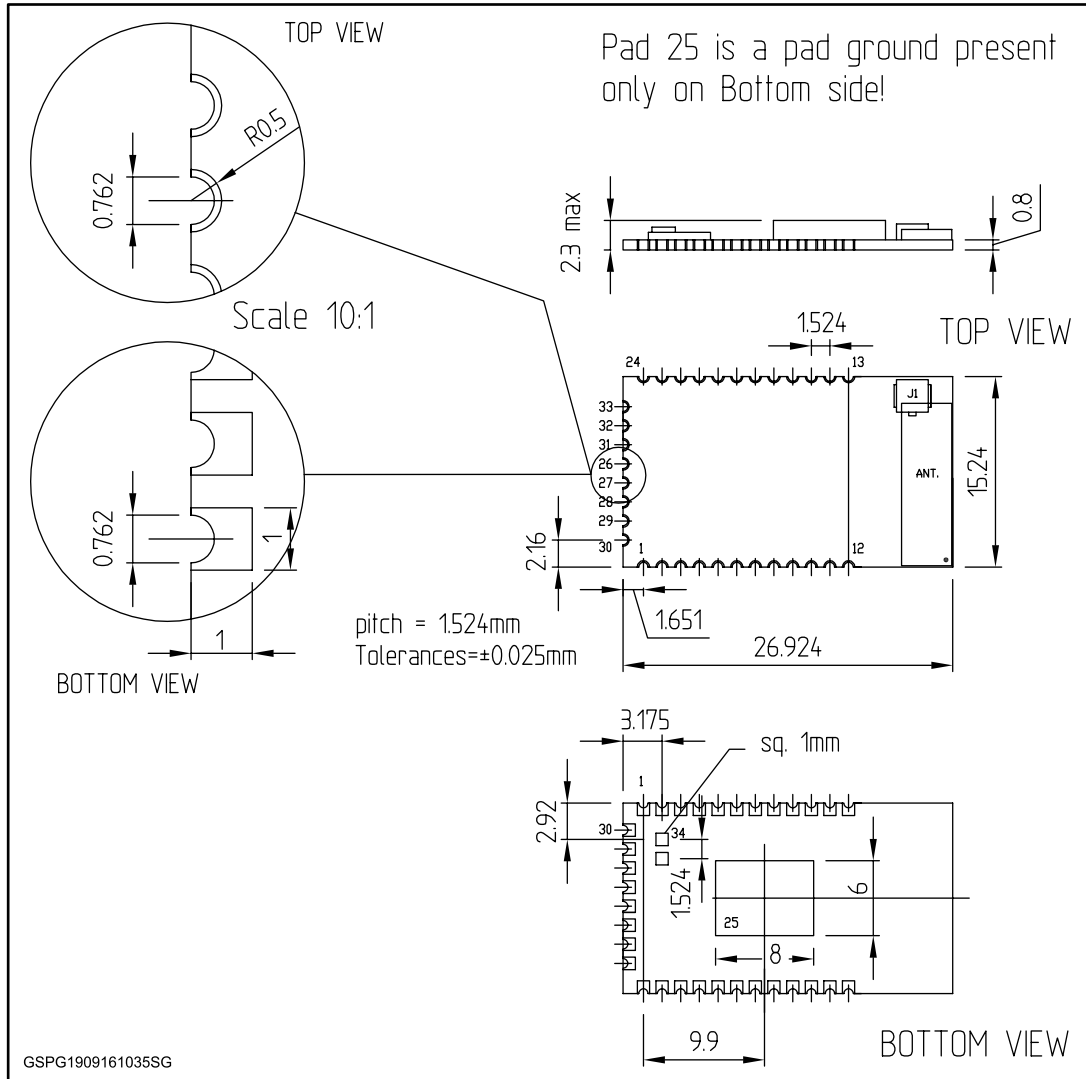 TOP VIEW
Pad 25 is a pad ground present
only on Bottom side!
R0.5
0.762
2.3 max
0.8
Scale 10:1
1.524
TOP VIEW
24
13
J1
33
32
31
26
27
28
29
30
ANT.
15.24
0.762
1
1
2.16
1
12
1.651
pitch = 1.524mm
Tolerances=±0.025mm
26.924
BOTTOM VIEW
3.175
sq. 1mm
1
2.92
30
34
1.524
6
25
8
9.9
BOTTOM VIEW
GSPG1909161035SG